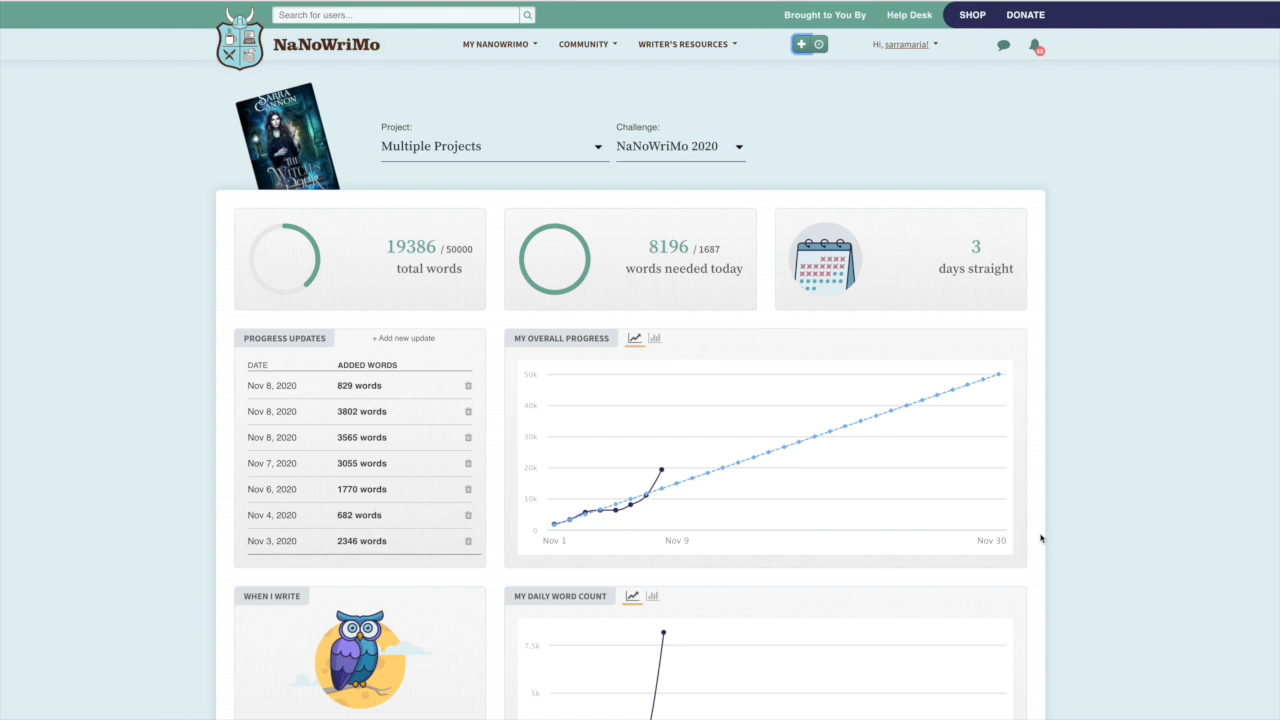 Search for users...
Brought to You By
Help Desk
SHOP
DONATE
NaNoWriMo
MY NANOWRIMO
COMMUNITY
WRITER'S RESOURCES
Hi, sarramaria!
SARRA
CANNON
THE
WITCH'S
Project:
Multiple Projects
Challenge:
NaNoWriMo 2020
19386 / 50000
total words
8196 / 1687
words needed today
3
days straight
PROGRESS UPDATES
+ Add new update
DATE ADDED WORDS
Nov 8, 2020 829 words
Nov 8, 2020 3802 words
Nov 8, 2020 3565 words
Nov 7, 2020 3055 words
Nov 6, 2020 1770 words
Nov 4, 2020 682 words
Nov 3, 2020 2346 words
MY OVERALL PROGRESS
50k
40k
30k
20k
10k
0
Nov 1 Nov 9 Nov 30
WHEN I WRITE
MY DAILY WORD COUNT
7.5k
5k